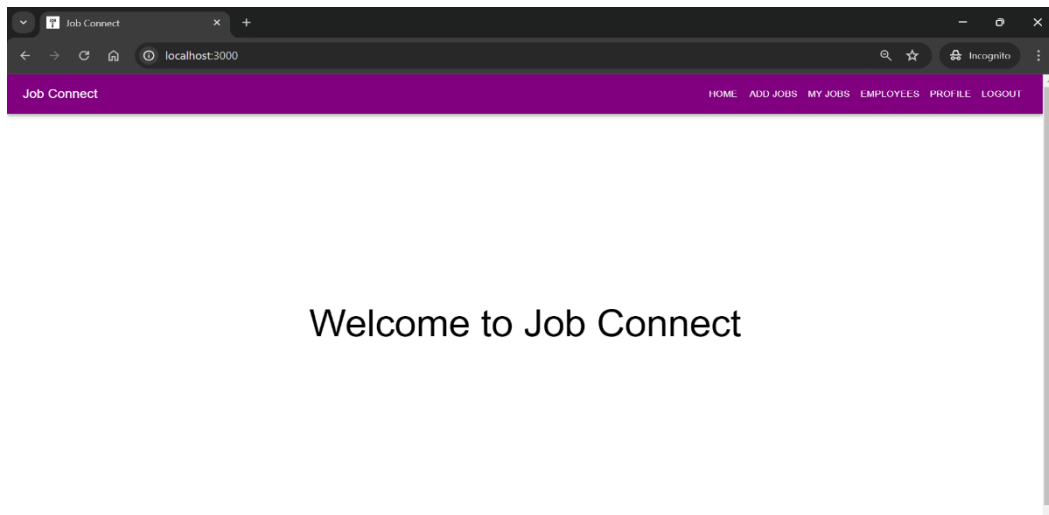 Job Connect
localhost:3000
Incognito
Job Connect
HOME ADD JOBS MY JOBS EMPLOYEES PROFILE LOGOUT
Welcome to Job Connect